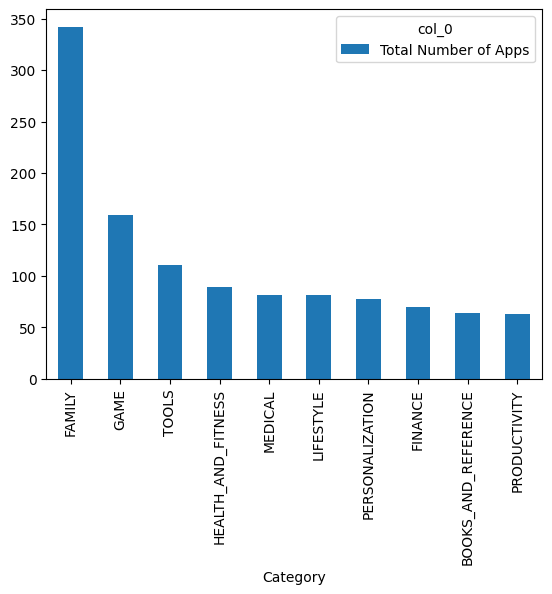 350
300
250
200
150
100
50
0
col_0
Total Number of Apps
FAMILY
GAME
TOOLS
HEALTH_AND_FITNESS
MEDICAL
LIFESTYLE
PERSONALIZATION
FINANCE
BOOKS_AND_REFERENCE
PRODUCTIVITY
Category